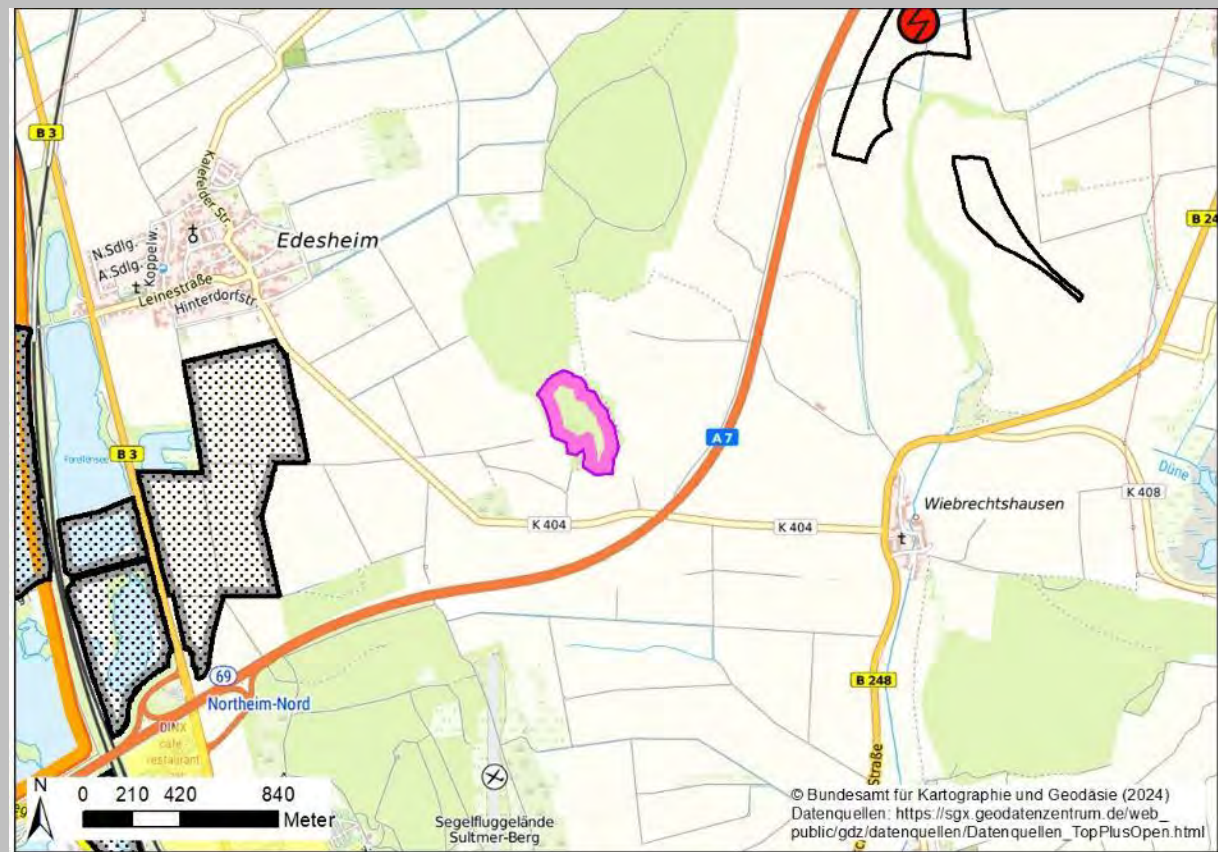 B 3
Kalefelder Str.
N.Sdlg.
A.Sdlg.
Koppelw.
Edesheim
Leinestraße
Hinterdorfstr.
B 24
B 3
A 7
Düne
K 408
Wiebrechtshausen
K 404
K 404
69
Northeim-Nord
B 248
cafe
restaurant
Straße
N
0 210 420 840
Meter
Segelfluggelände
Sultmer-Berg
© Bundesamt für Kartographie und Geodäsie (2024)
Datenquellen: https://sgx.geodatenzentrum.de/web_
public/gdz/datenquellen/Datenquellen_TopPlusOpen.html